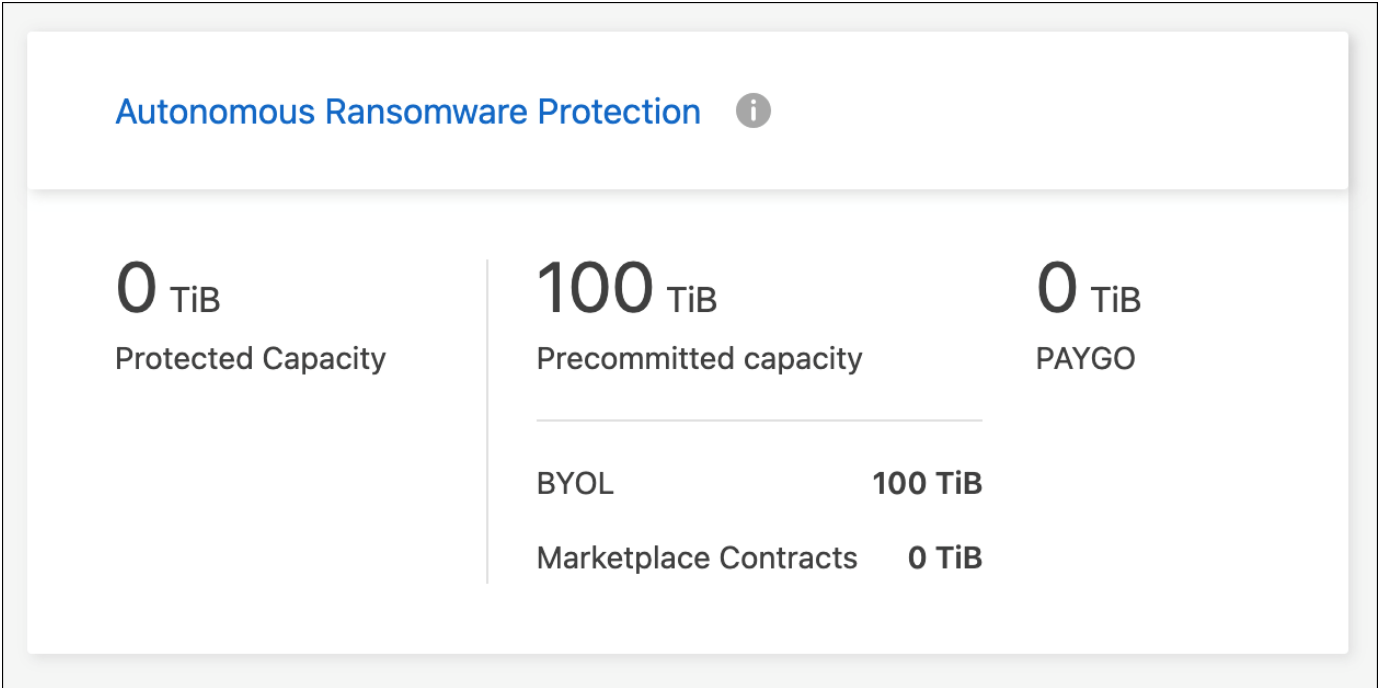 Autonomous Ransomware Protection
0 TiB
Protected Capacity
100 TiB
Precommitted capacity
BYOL 100 TiB
Marketplace Contracts 0 TiB
0 TiB
PAYGO